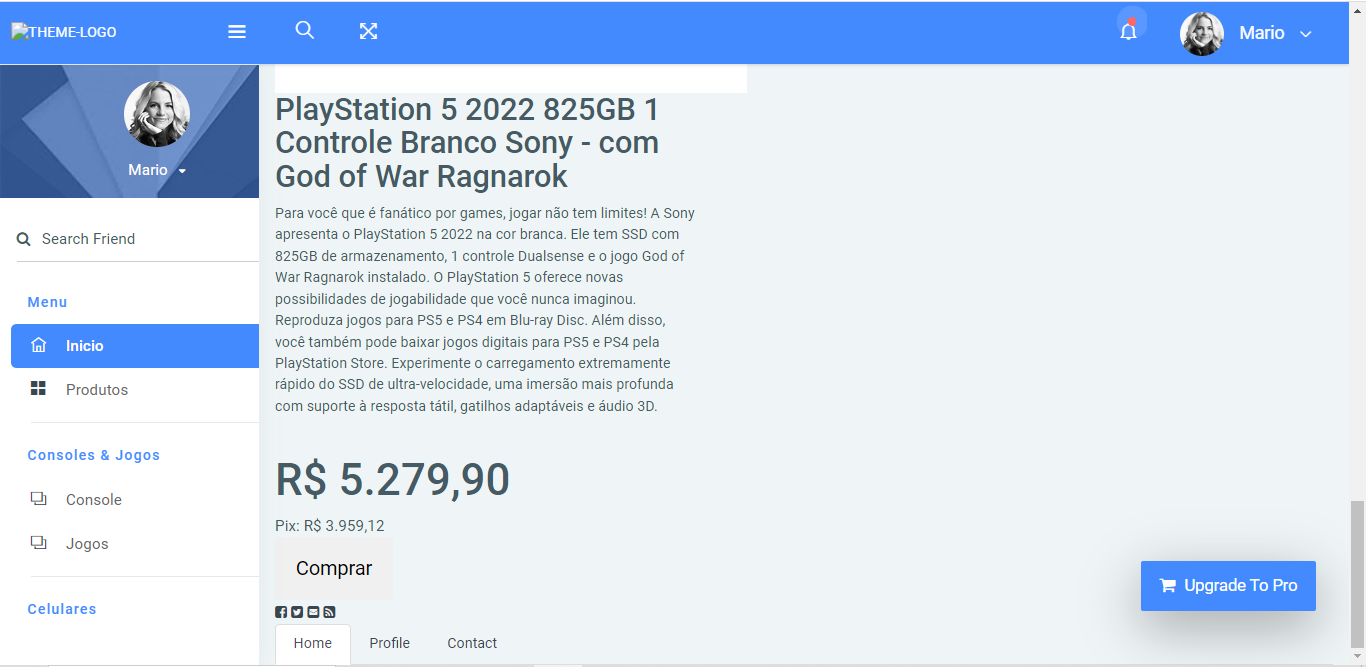 THEME-LOGO
Mario
Mario
Search Friend
Menu
Inicio
Produtos
Consoles & Jogos
Console
Jogos
Celulares
PlayStation 5 2022 825GB 1
Controle Branco Sony - com
God of War Ragnarok
Para você que é fanático por games, jogar não tem limites! A Sony
apresenta o PlayStation 5 2022 na cor branca. Ele tem SSD com
825GB de armazenamento, 1 controle Dualsense e o jogo God of
War Ragnarok instalado. O PlayStation 5 oferece novas
possibilidades de jogabilidade que você nunca imaginou.
Reproduza jogos para PS5 e PS4 em Blu-ray Disc. Além disso,
você também pode baixar jogos digitais para PS5 e PS4 pela
PlayStation Store. Experimente o carregamento extremamente
rápido do SSD de ultra-velocidade, uma imersão mais profunda
com suporte à resposta tátil, gatilhos adaptáveis e áudio 3D.
R$ 5.279,90
Pix: R$ 3.959,12
Comprar
Home Profile Contact
Upgrade To Pro